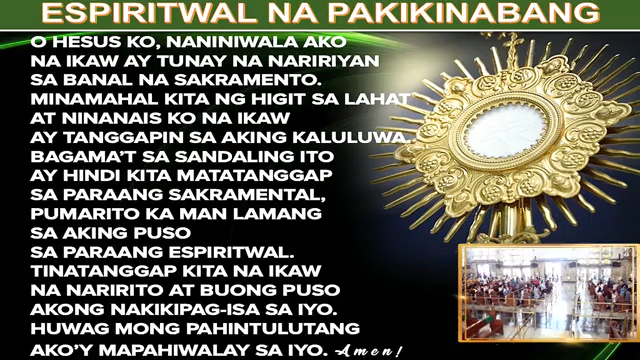 ESPIRITWAL NA PAKIKINABANG
O HESUS KO, NANINIWALA AKO
NA IKAW AY TUNAY NA NARIRIYAN
SA BANAL NA SAKRAMENTO.
MINAMAHAL KITA NG HIGIT SA LAHAT
AT NINANAIS KO NA IKAW
AY TANGGAPIN SA AKING KALULUWA.
BAGAMA'T SA SANDALING ITO
AY HINDI KITA MATATANGGAP
SA PARAANG SAKRAMENTAL,
PUMARITO KA MAN LAMANG
SA AKING PUSO
SA PARAANG ESPIRITWAL.
TINATANGGAP KITA NA IKAW
NA NARIRITO AT BUONG PUSO
AKONG NAKIKIPAG-ISA SA IYO.
HUWAG MONG PAHINTULUTANG
AKO'Y MAPAHIWALAY SA IYO. Amen!